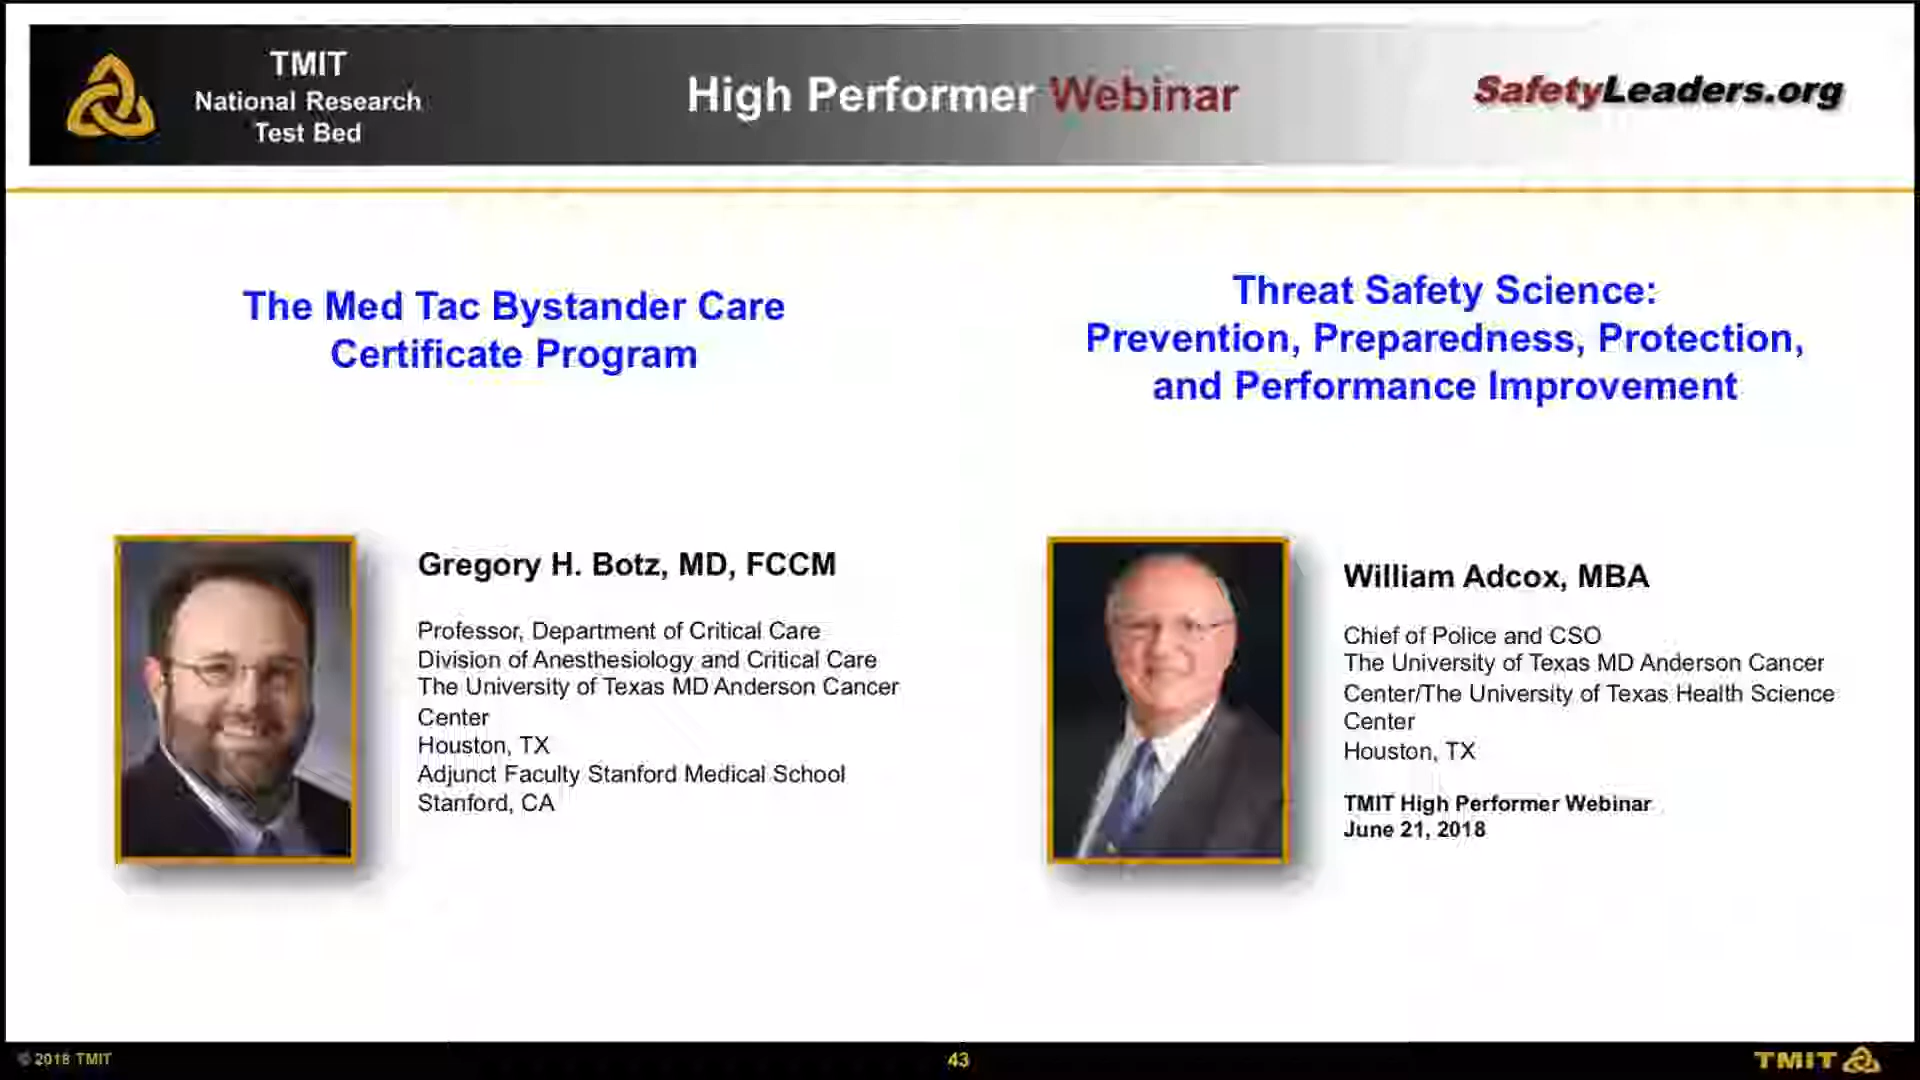 TMIT
National Research
Test Bed
High Performer Webinar
SafetyLeaders.org
The Med Tac Bystander Care
Certificate Program
Threat Safety Science:
Prevention, Preparedness, Protection,
and Performance Improvement
Gregory H. Botz, MD, FCCM
Professor, Department of Critical Care
Division of Anesthesiology and Critical Care
The University of Texas MD Anderson Cancer
Center
Houston, TX
Adjunct Faculty Stanford Medical School
Stanford, CA
William Adcox, MBA
Chief of Police and CSO
The University of Texas MD Anderson Cancer
Center/The University of Texas Health Science
Center
Houston, TX
TMIT High Performer Webinar
June 21, 2018
© 2018 TMIT
43
TMIT